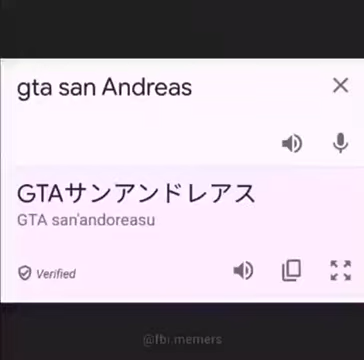 gta san Andreas
GTAサンアンドレアス
GTA san'andoreasu
Verified
@fbi.memers